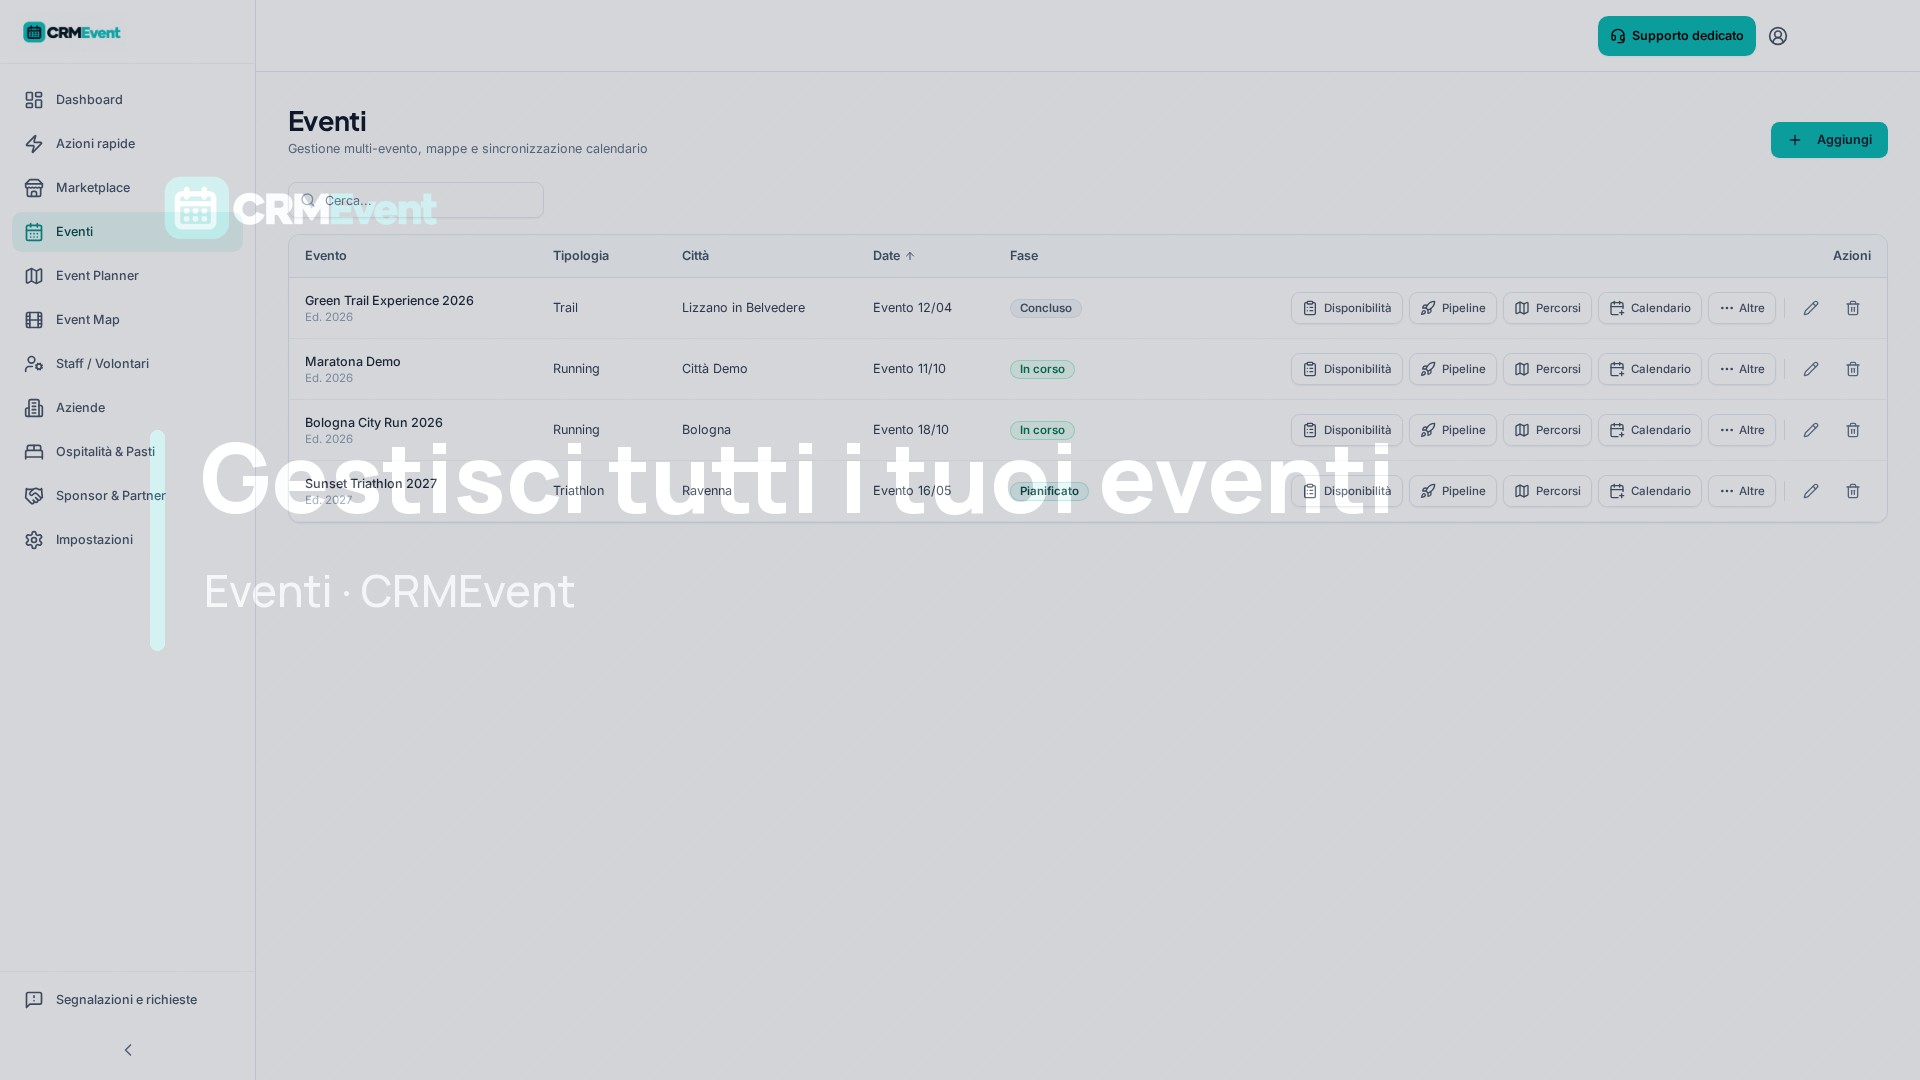 CRMEvent
Supporto dedicato
Dashboard
Azioni rapide
Marketplace
Eventi
Event Planner
Event Map
Staff / Volontari
Aziende
Ospitalità & Pasti
Sponsor & Partner
Impostazioni
Segnalazioni e richieste
Eventi
Gestione multi-evento, mappe e sincronizzazione calendario
Aggiungi
Cerca...
CRMEvent
Evento Tipologia Città Date Fase Azioni
Green Trail Experience 2026 Trail Lizzano in Belvedere Evento 12/04 Concluso Disponibilità Pipeline Percorsi Calendario Altre
Ed. 2026
Maratona Demo Running Città Demo Evento 11/10 In corso Disponibilità Pipeline Percorsi Calendario Altre
Ed. 2026
Bologna City Run 2026 Running Bologna Evento 18/10 In corso Disponibilità Pipeline Percorsi Calendario Altre
Ed. 2026
Sunset Triathlon 2027 Triathlon Ravenna Evento 16/05 Pianificato Disponibilità Pipeline Percorsi Calendario Altre
Ed. 2027
Gestisci tutti i tuoi eventi
Eventi · CRMEvent